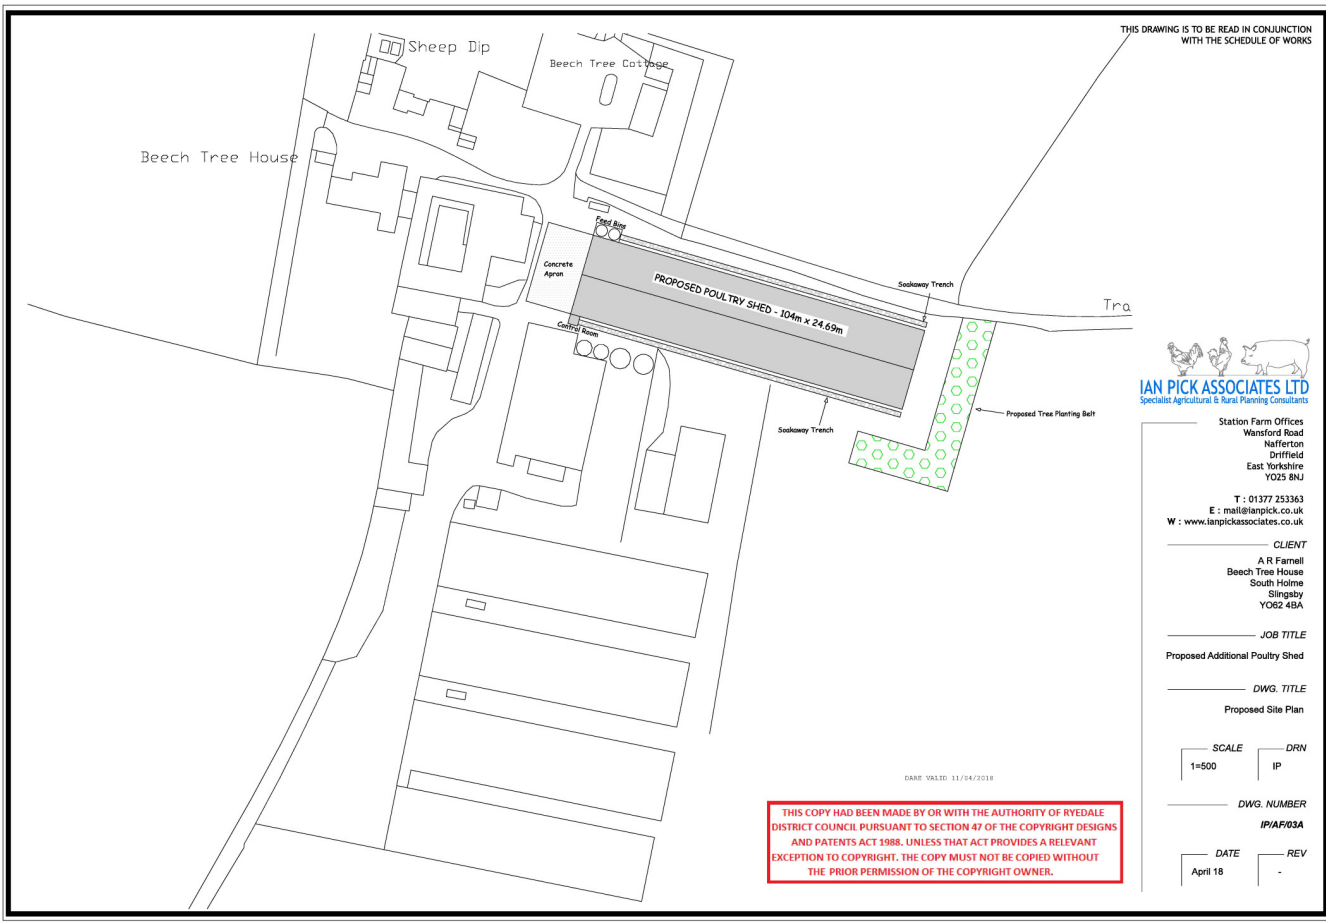 THIS DRAWING IS TO BE READ IN CONJUNCTION
WITH THE SCHEDULE OF WORKS
Sheep Dip
Beech Tree Cottage
Beech Tree House
Feed Bins
Concrete
Apron
PROPOSED POULTRY SHED - 104m x 24.69m
Soakaway Trench
Tra
Control Room
Proposed Tree Planting Belt
Soakaway Trench
IAN PICK ASSOCIATES LTD
Specialist Agricultural & Rural Planning Consultants
Station Farm Offices
Wansford Road
Nafferton
Driffield
East Yorkshire
YO25 8NJ
T : 01377 253363
E : mail@ianpick.co.uk
W : www.ianpickassociates.co.uk
CLIENT
A R Farnell
Beech Tree House
South Holme
Slingsby
YO62 4BA
JOB TITLE
Proposed Additional Poultry Shed
DWG. TITLE
Proposed Site Plan
SCALE
DRN
1=500
IP
DWG. NUMBER
IP/AF/03A
DATE
REV
April 18
-
DARE VALID 11/04/2018
THIS COPY HAD BEEN MADE BY OR WITH THE AUTHORITY OF RYEDALE
DISTRICT COUNCIL PURSUANT TO SECTION 47 OF THE COPYRIGHT DESIGNS
AND PATENTS ACT 1988. UNLESS THAT ACT PROVIDES A RELEVANT
EXCEPTION TO COPYRIGHT. THE COPY MUST NOT BE COPIED WITHOUT
THE PRIOR PERMISSION OF THE COPYRIGHT OWNER.